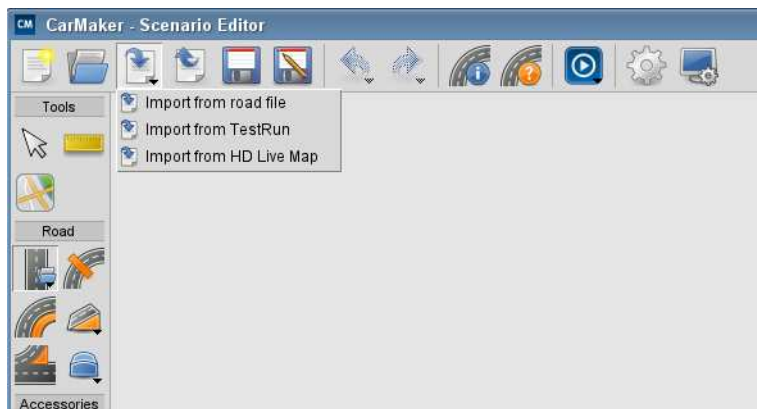 CM CarMaker - Scenario Editor
Import from road file
Import from TestRun
Import from HD Live Map
Tools
Road
Accessories